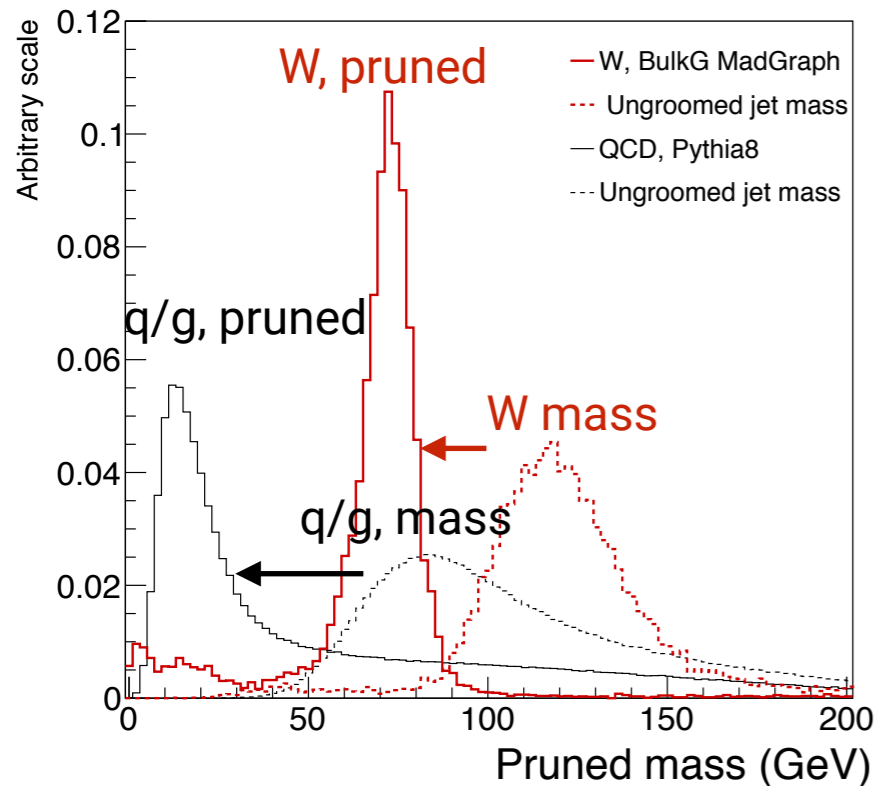 0.12
0.1
0.08
0.06
0.04
0.02
0
Arbitrary scale
W, pruned
W, BulkG MadGraph
Ungroomed jet mass
QCD, Pythia8
Ungroomed jet mass
q/g, pruned
W mass
q/g, mass
0
50
100
150
200
Pruned mass (GeV)